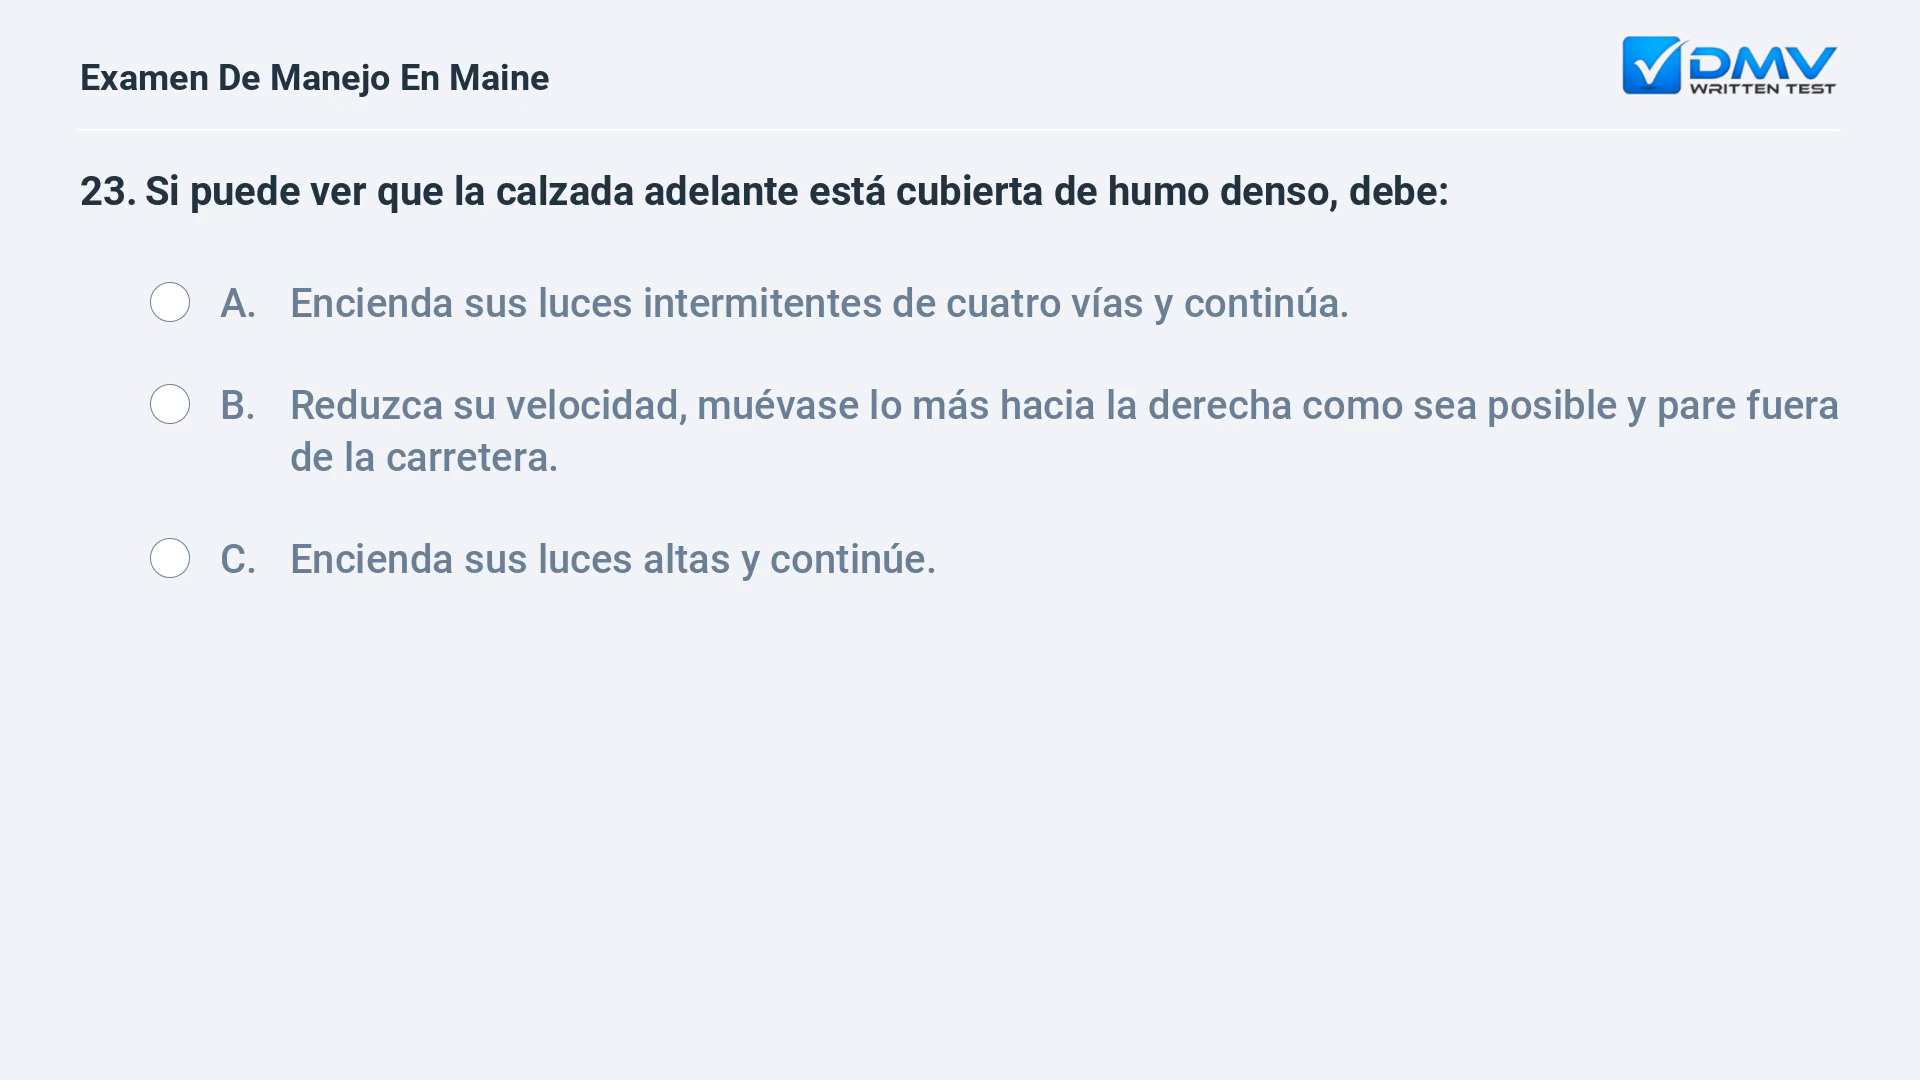 Examen De Manejo En Maine
DMV
WRITTEN TEST
23. Si puede ver que la calzada adelante está cubierta de humo denso, debe:
A. Encienda sus luces intermitentes de cuatro vías y continúa.
B. Reduzca su velocidad, muévase lo más hacia la derecha como sea posible y pare fuera
de la carretera.
C. Encienda sus luces altas y continúe.